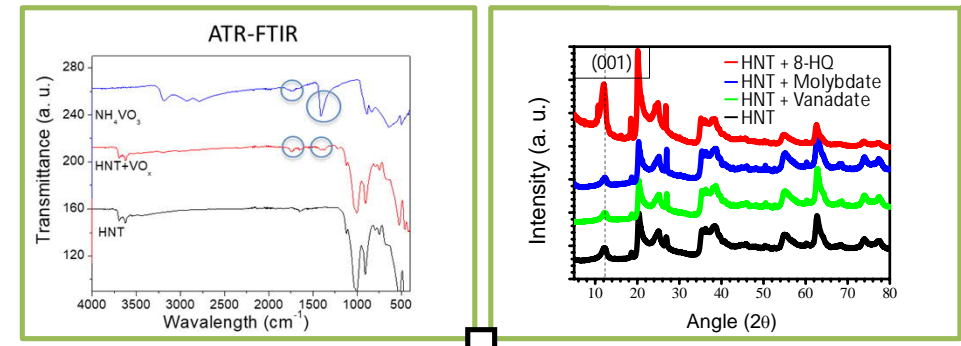 ATR-FTIR
Transmittance (a. u.)
280
240
200
160
120
NH₄VO₃
HNT+VOₓ
HNT
4000 3500 3000 2500 2000 1500 1000 500
Wavelength (cm⁻¹)
Intensity (a. u.)
(001)
HNT + 8-HQ
HNT + Molybdate
HNT + Vanadate
HNT
10 20 30 40 50 60 70 80
Angle (2θ)